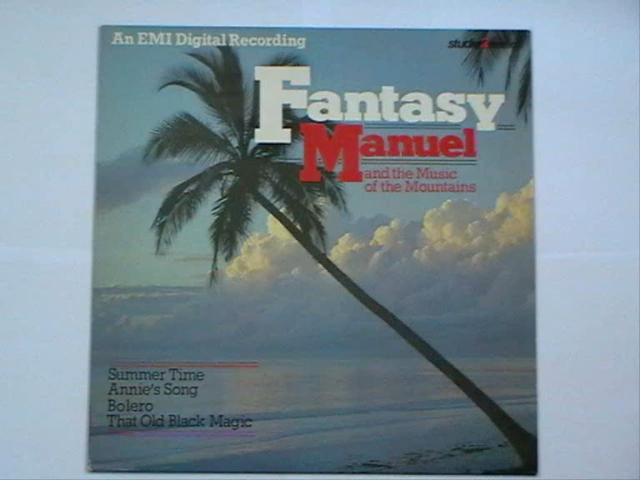 An EMI Digital Recording
Fantasy
Manuel
and the Music
of the Mountains
Summer Time
Annie's Song
Bolero
That Old Black Magic